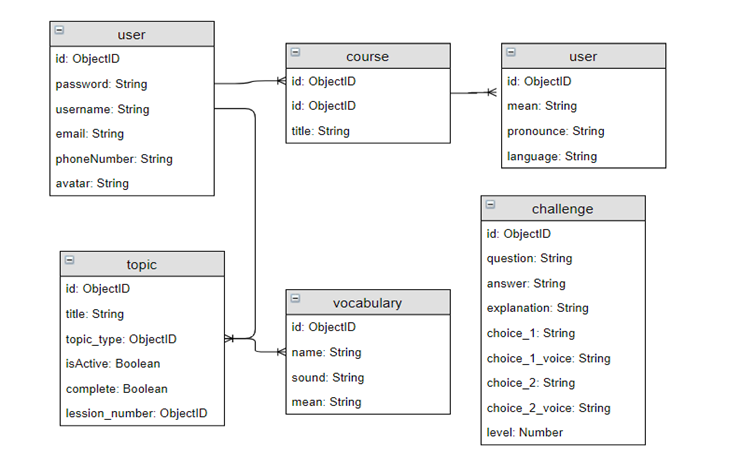 user
id: ObjectID
password: String
username: String
email: String
phoneNumber: String
avatar: String
course
id: ObjectID
id: ObjectID
title: String
user
id: ObjectID
mean: String
pronounce: String
language: String
topic
id: ObjectID
title: String
topic_type: ObjectID
isActive: Boolean
complete: Boolean
lession_number: ObjectID
vocabulary
id: ObjectID
name: String
sound: String
mean: String
challenge
id: ObjectID
question: String
answer: String
explanation: String
choice_1: String
choice_1_voice: String
choice_2: String
choice_2_voice: String
level: Number